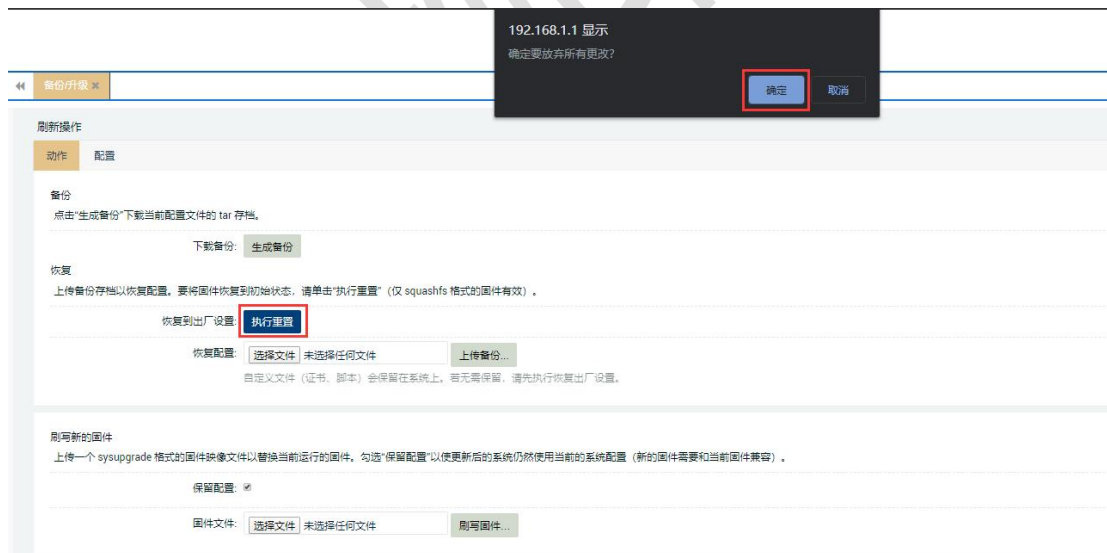 192.168.1.1 显示
确定要放弃所有更改?
确定 取消
备份/升级
刷新操作
动作 配置
备份
点击“生成备份”下载当前配置文件的 tar 存档。
下载备份: 生成备份
恢复
上传备份存档以恢复配置。要将固件恢复到初始状态，请单击“执行重置”（仅 squashfs 格式的固件有效）。
恢复到出厂设置: 执行重置
恢复配置: 选择文件 未选择任何文件 上传备份...
自定义文件（证书、脚本）会保留在系统上。若无需保留，请先执行恢复出厂设置。
刷写新的固件
上传一个 sysupgrade 格式的固件映像文件以替换当前运行的固件。勾选“保留配置”以使更新后的系统仍然使用当前的系统配置（新的固件需要和当前固件兼容）。
保留配置:
固件文件: 选择文件 未选择任何文件 刷写固件...